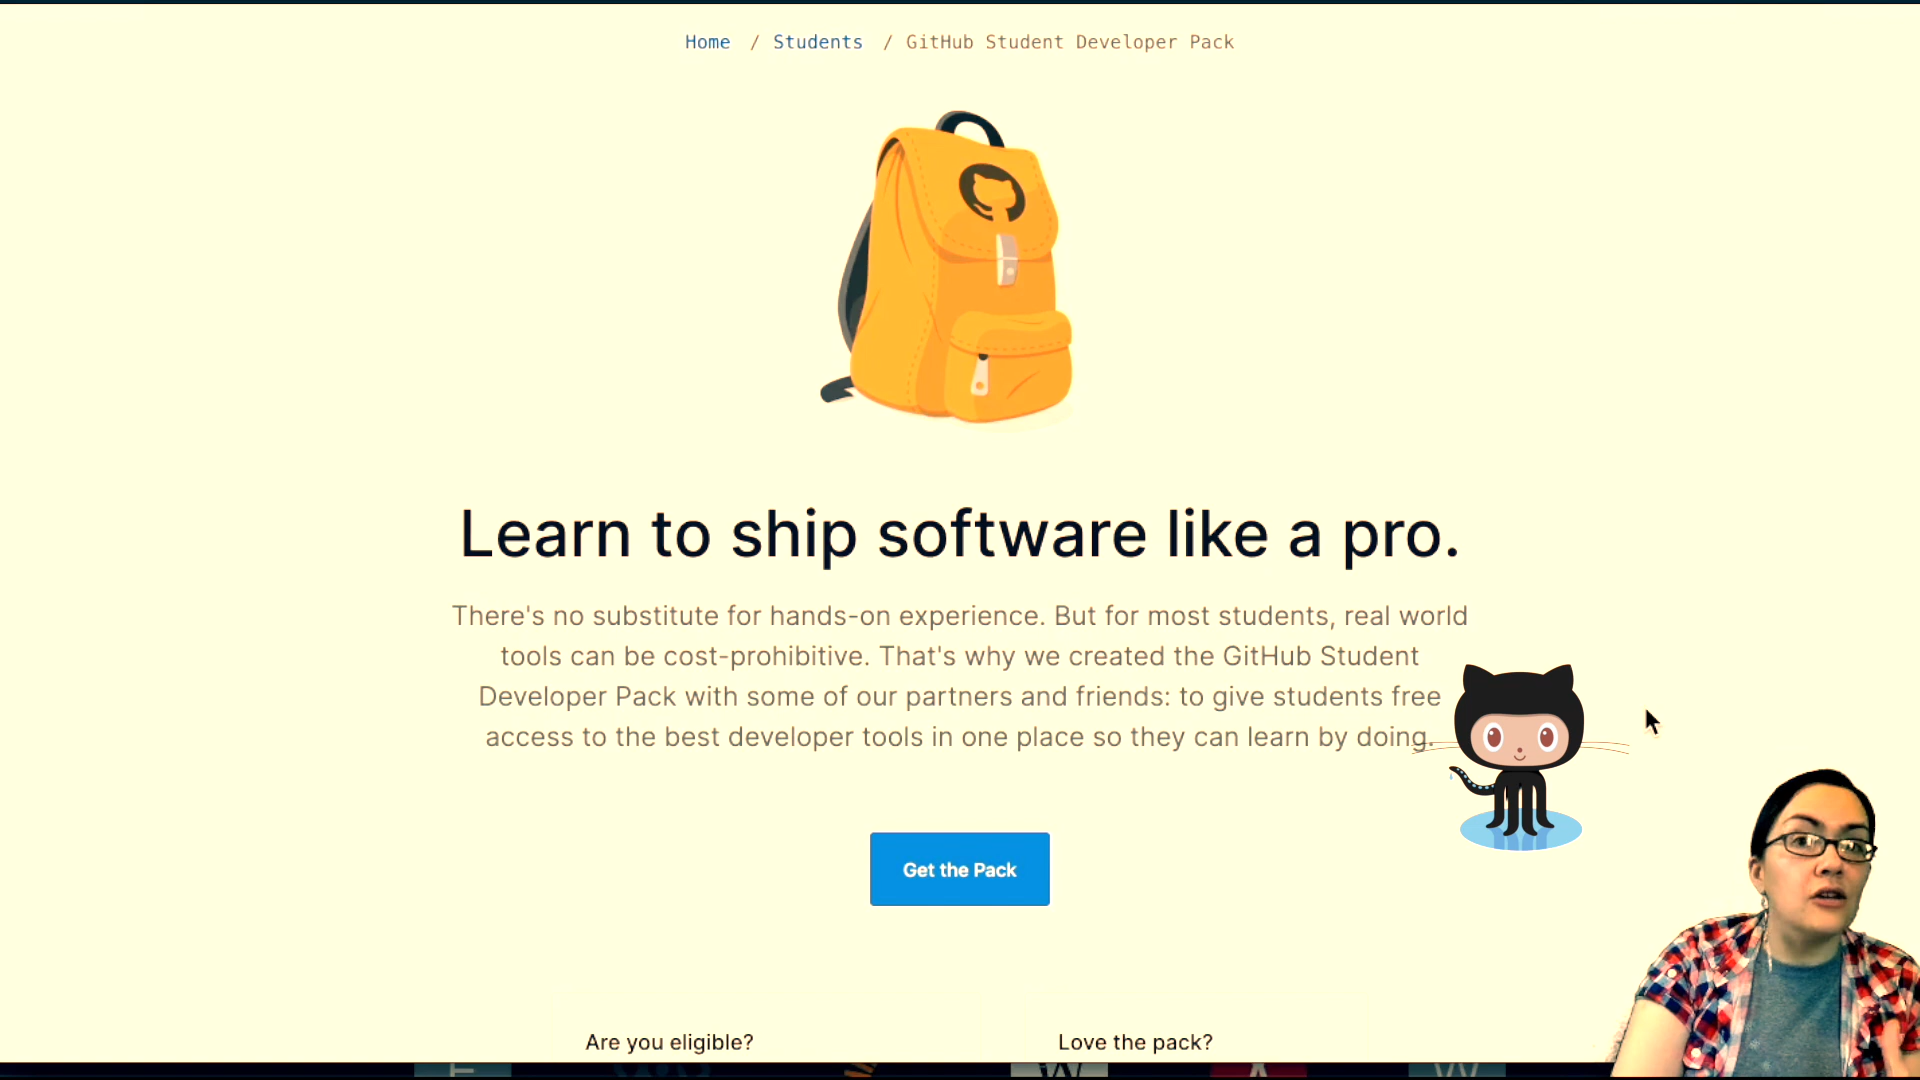 Home / Students / GitHub Student Developer Pack
Learn to ship software like a pro.
There's no substitute for hands-on experience. But for most students, real world
tools can be cost-prohibitive. That's why we created the GitHub Student
Developer Pack with some of our partners and friends: to give students free
access to the best developer tools in one place so they can learn by doing.
Get the Pack
Are you eligible?
Love the pack?